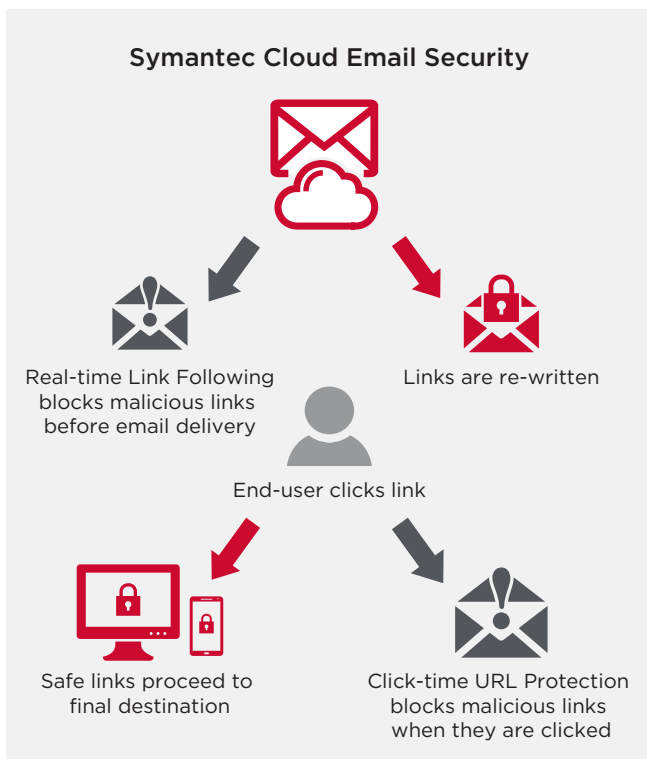 Symantec Cloud Email Security
Real-time Link Following
blocks malicious links
before email delivery
Links are re-written
End-user clicks link
Safe links proceed to
final destination
Click-time URL Protection
blocks malicious links
when they are clicked